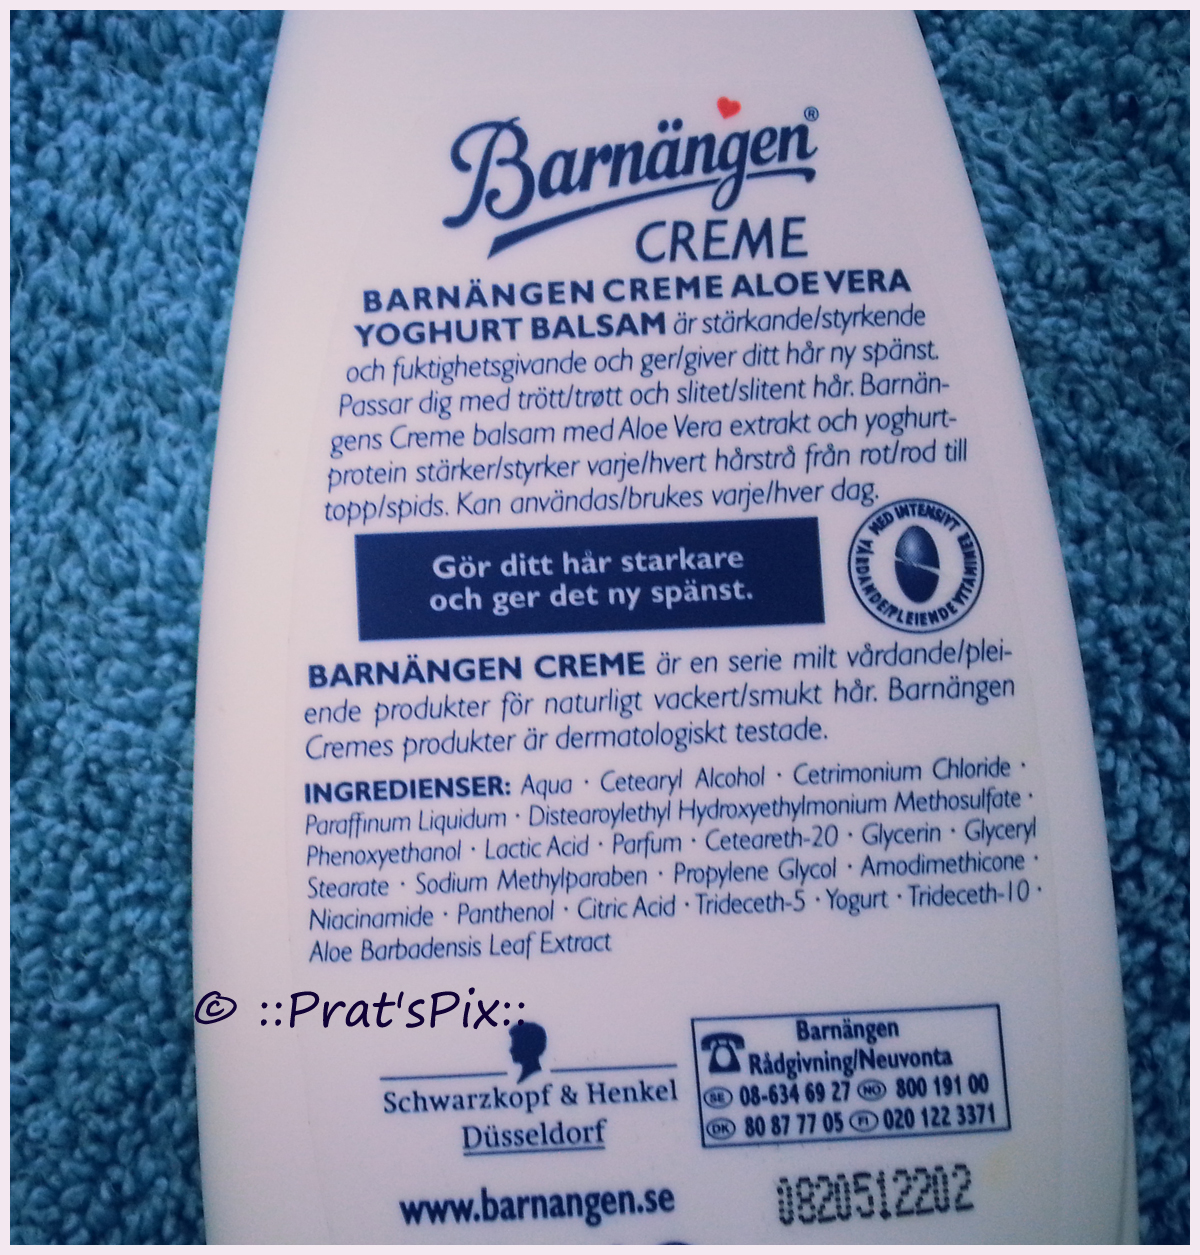 Barnängen®
CREME
BARNÄNGEN CREME ALOE VERA
YOGHURT BALSAM är stärkande/styrkende
och fuktighetsgivande och ger/giver ditt hår ny spänst.
Passar dig med trött/trøtt och slitet/slitent hår. Barnän-
gens Creme balsam med Aloe Vera extrakt och yoghurt-
protein stärker/styrker varje/hvert hårstrå från rot/rod till
topp/spids. Kan användas/brukes varje/hver dag.
MED INTENSIVT
VÅRDANDE/PLEIENDE VITAMINER
Gör ditt hår starkare
och ger det ny spänst.
BARNÄNGEN CREME är en serie milt vårdande/plei-
ende produkter för naturligt vackert/smukt hår. Barnängen
Cremes produkter är dermatologiskt testade.
INGREDIENSER: Aqua · Cetearyl Alcohol · Cetrimonium Chloride ·
Paraffinum Liquidum · Distearoylethyl Hydroxyethylmonium Methosulfate ·
Phenoxyethanol · Lactic Acid · Parfum · Ceteareth-20 · Glycerin · Glyceryl
Stearate · Sodium Methylparaben · Propylene Glycol · Amodimethicone ·
Niacinamide · Panthenol · Citric Acid · Trideceth-5 · Yogurt · Trideceth-10 ·
Aloe Barbadensis Leaf Extract
© ::Prat'sPix::
Schwarzkopf & Henkel
Düsseldorf
Barnängen
Rådgivning/Neuvonta
SE 08-634 69 27 NO 800 191 00
DK 80 87 77 05 FI 020 122 3371
www.barnangen.se
0820512202